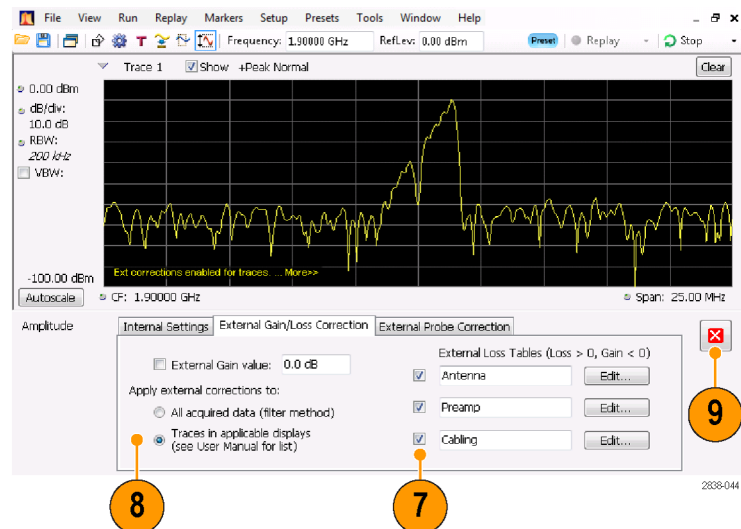 File View Run Replay Markers Setup Presets Tools Window Help
T Frequency: 1.90000 GHz RefLev: 0.00 dBm Preset Replay Stop
Trace 1 Show +Peak Normal Clear
0.00 dBm
dB/div:
10.0 dB
RBW:
200 kHz
VBW:
-100.00 dBm
Ext corrections enabled for traces. ... More>>
Autoscale CF: 1.90000 GHz Span: 25.00 MHz
Amplitude Internal Settings External Gain/Loss Correction External Probe Correction
External Loss Tables (Loss > 0, Gain < 0)
External Gain value: 0.0 dB
Antenna Edit...
Apply external corrections to:
All acquired data (filter method)
Preamp Edit...
Traces in applicable displays
(see User Manual for list)
Cabling Edit...
9
8
7
2838-044